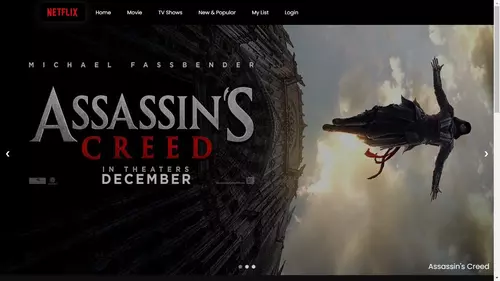 NETFLIX Home Movie TV Shows New & Popular My List Login
MICHAEL FASSBENDER
ASSASSIN'S
CREED
IN THEATERS
DECEMBER
Assassin's Creed